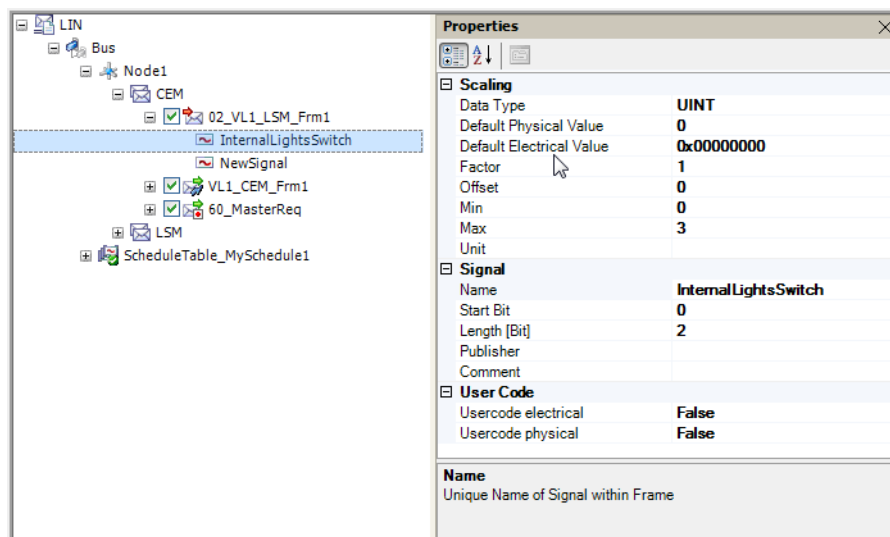 LIN
Bus
Node1
CEM
02_VL1_LSM_Frm1
InternalLightsSwitch
NewSignal
VL1_CEM_Frm1
60_MasterReq
LSM
ScheduleTable_MySchedule1
Properties
Scaling
Data Type UINT
Default Physical Value 0
Default Electrical Value 0x00000000
Factor 1
Offset 0
Min 0
Max 3
Unit
Signal
Name InternalLightsSwitch
Start Bit 0
Length [Bit] 2
Publisher
Comment
User Code
Usercode electrical False
Usercode physical False
Name
Unique Name of Signal within Frame